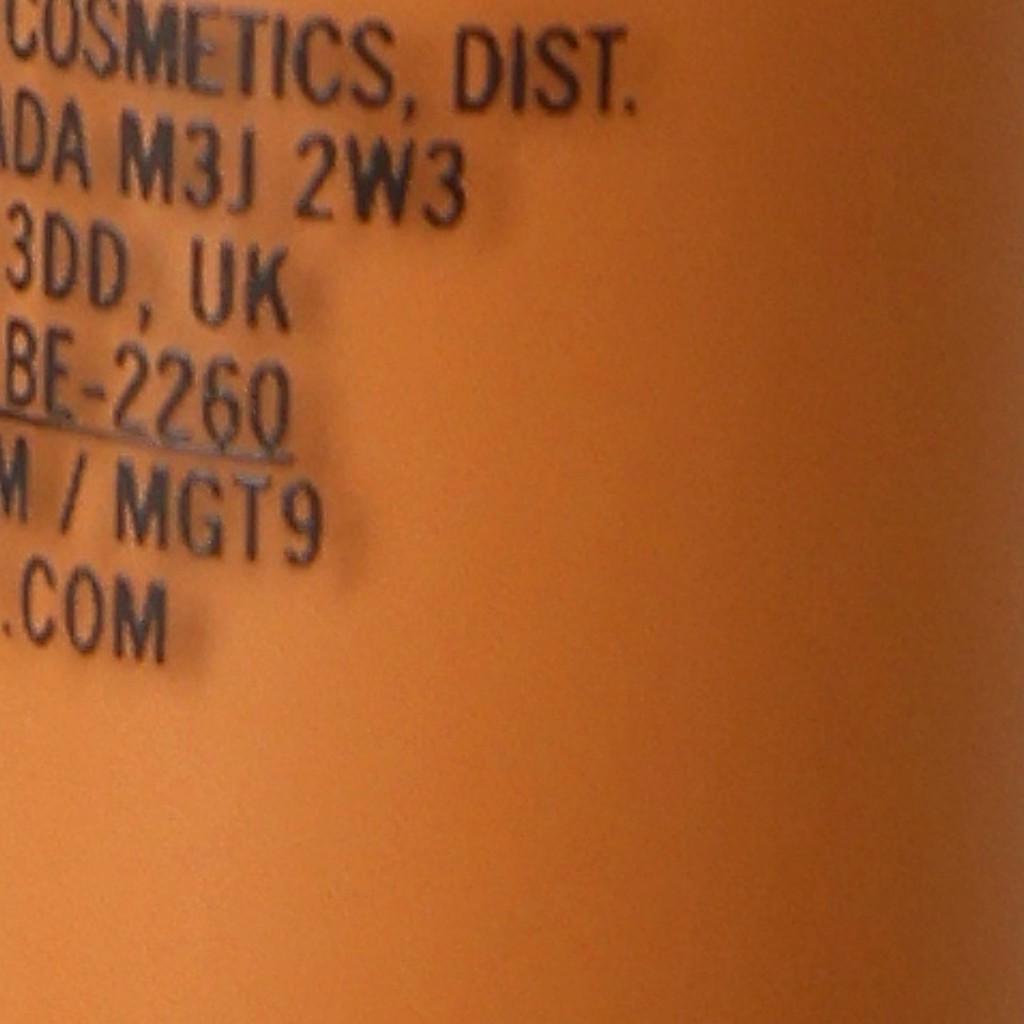 COSMETICS, DIST.
ADA M3J 2W3
3DD, UK
BE-2260
M / MGT9
.COM